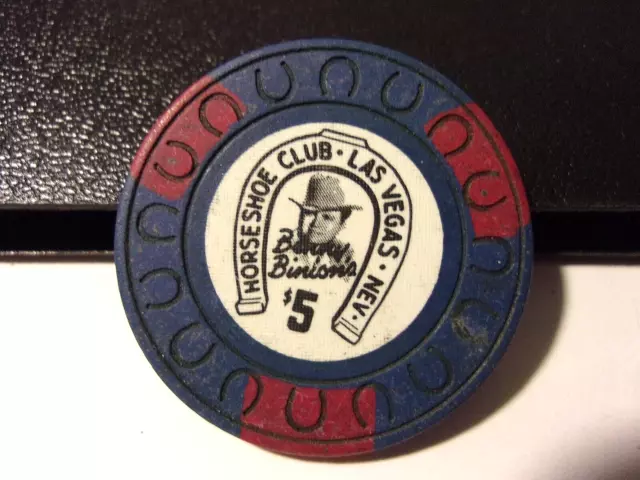 HORSESHOE CLUB · LAS VEGAS · NEV·
Benny
Binion's
$5